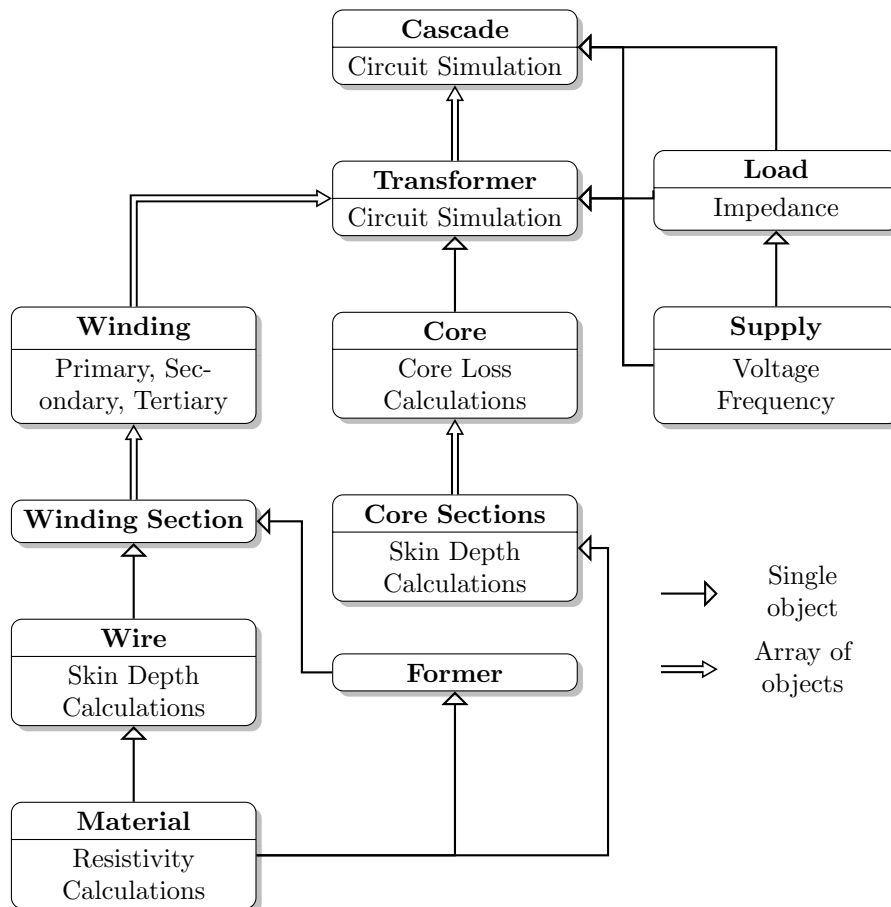 Cascade
Circuit Simulation
Transformer
Circuit Simulation
Load
Impedance
Winding
Primary, Sec-
ondary, Tertiary
Core
Core Loss
Calculations
Supply
Voltage
Frequency
Winding Section
Core Sections
Skin Depth
Calculations
Single
object
Wire
Skin Depth
Calculations
Former
Array of
objects
Material
Resistivity
Calculations